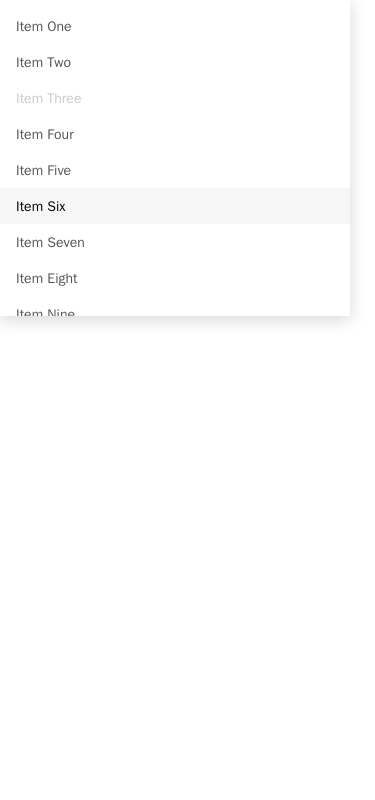 Item One
Item Two
Item Three
Item Four
Item Five
Item Six
Item Seven
Item Eight
Item Nine